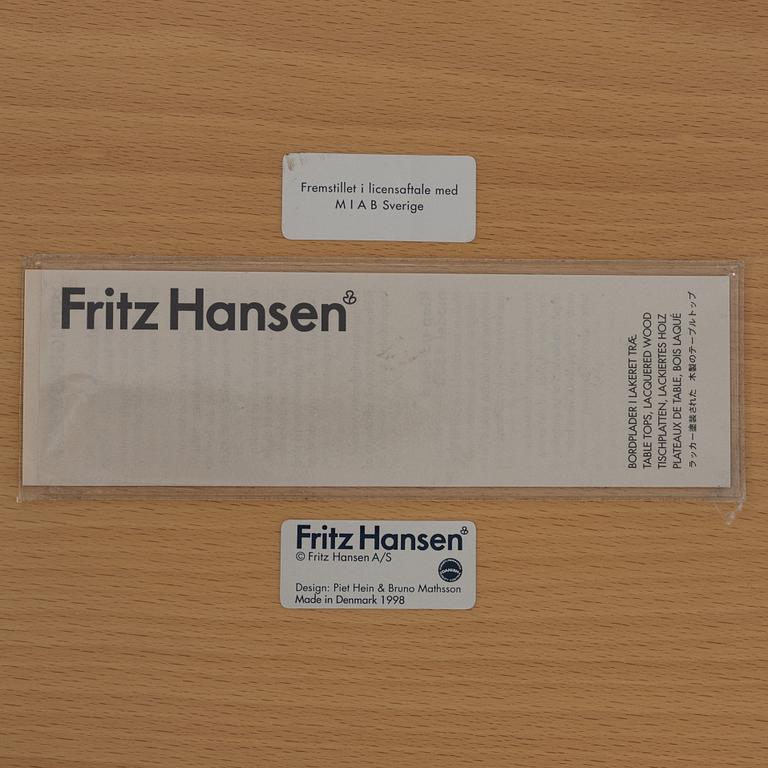 Fremstillet i licensaftale med
M I A B Sverige
Fritz Hansen
BORDPLADER I LAKERET TRÆ
TABLE TOPS, LACQUERED WOOD
TISCHPLATTEN, LACKIERTES HOLZ
PLATEAUX DE TABLE, BOIS LAQUÉ
ラッカー塗装された 木製のテーブルトップ
Fritz Hansen
© Fritz Hansen A/S
Design: Piet Hein & Bruno Mathsson
Made in Denmark 1998